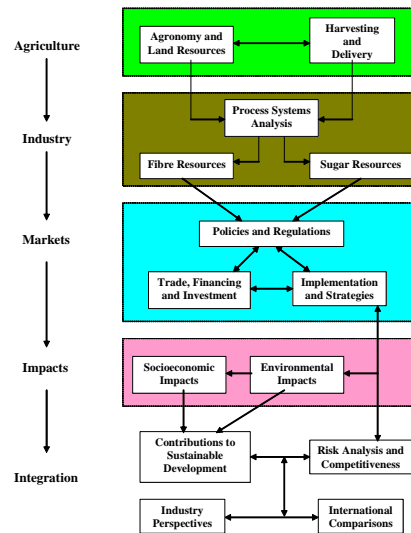 Agriculture
Agronomy and
Land Resources
Harvesting
and
Delivery
Process Systems
Analysis
Industry
Fibre Resources
Sugar Resources
Markets
Policies and Regulations
Trade, Financing
and Investment
Implementation
and Strategies
Impacts
Socioeconomic
Impacts
Environmental
Impacts
Contributions to
Sustainable
Development
Risk Analysis and
Competitiveness
Integration
Industry
Perspectives
International
Comparisons